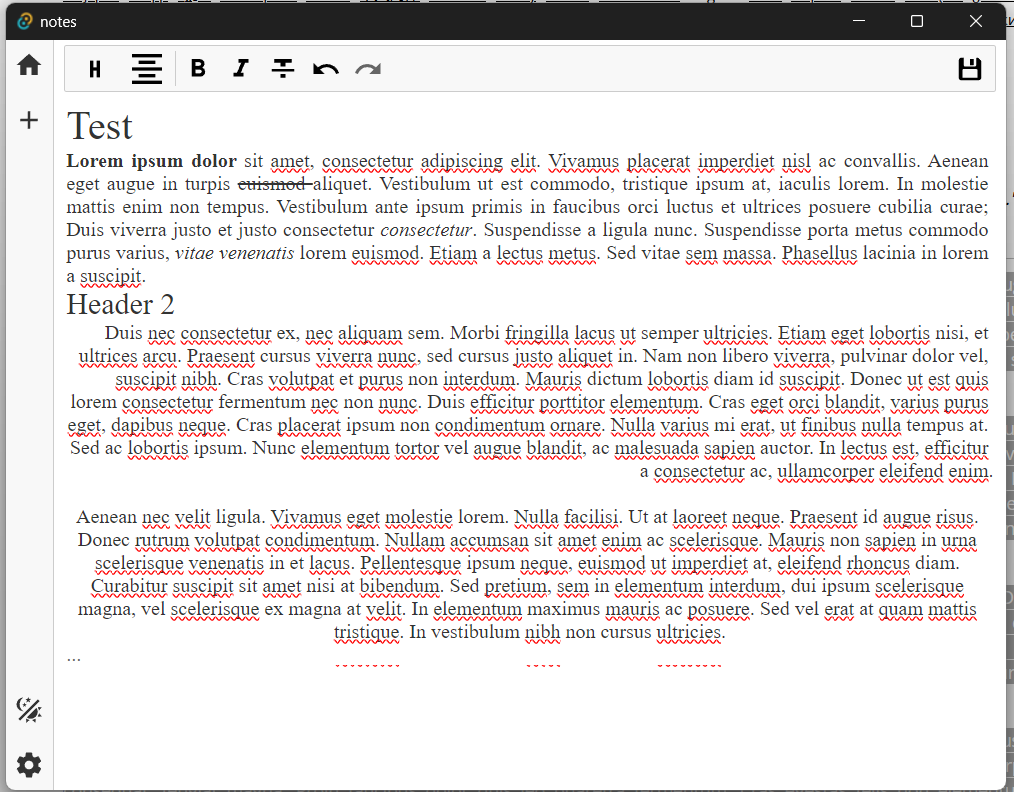 notes
H
B I T
Test
Lorem ipsum dolor sit amet, consectetur adipiscing elit. Vivamus placerat imperdiet nisl ac convallis. Aenean
eget augue in turpis euismod aliquet. Vestibulum ut est commodo, tristique ipsum at, iaculis lorem. In molestie
mattis enim non tempus. Vestibulum ante ipsum primis in faucibus orci luctus et ultrices posuere cubilia curae;
Duis viverra justo et justo consectetur consectetur. Suspendisse a ligula nunc. Suspendisse porta metus commodo
purus varius, vitae venenatis lorem euismod. Etiam a lectus metus. Sed vitae sem massa. Phasellus lacinia in lorem
a suscipit.
Header 2
Duis nec consectetur ex, nec aliquam sem. Morbi fringilla lacus ut semper ultricies. Etiam eget lobortis nisi, et
ultrices arcu. Praesent cursus viverra nunc, sed cursus justo aliquet in. Nam non libero viverra, pulvinar dolor vel,
suscipit nibh. Cras volutpat et purus non interdum. Mauris dictum lobortis diam id suscipit. Donec ut est quis
lorem consectetur fermentum nec non nunc. Duis efficitur porttitor elementum. Cras eget orci blandit, varius purus
eget, dapibus neque. Cras placerat ipsum non condimentum ornare. Nulla varius mi erat, ut finibus nulla tempus at.
Sed ac lobortis ipsum. Nunc elementum tortor vel augue blandit, ac malesuada sapien auctor. In lectus est, efficitur
a consectetur ac, ullamcorper eleifend enim.
Aenean nec velit ligula. Vivamus eget molestie lorem. Nulla facilisi. Ut at laoreet neque. Praesent id augue risus.
Donec rutrum volutpat condimentum. Nullam accumsan sit amet enim ac scelerisque. Mauris non sapien in urna
scelerisque venenatis in et lacus. Pellentesque ipsum neque, euismod ut imperdiet at, eleifend rhoncus diam.
Curabitur suscipit sit amet nisi at bibendum. Sed pretium, sem in elementum interdum, dui ipsum scelerisque
magna, vel scelerisque ex magna at velit. In elementum maximus mauris ac posuere. Sed vel erat at quam mattis
tristique. In vestibulum nibh non cursus ultricies.
...